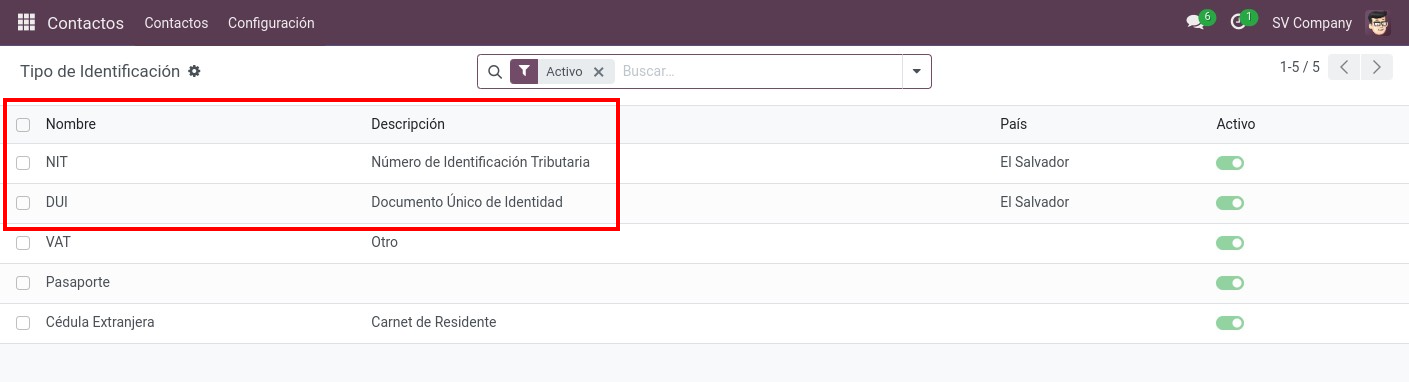 Contactos Contactos Configuración 6 1 SV Company
Tipo de Identificación Activo Buscar... 1-5 / 5
Nombre Descripción País Activo
NIT Número de Identificación Tributaria El Salvador
DUI Documento Único de Identidad El Salvador
VAT Otro
Pasaporte
Cédula Extranjera Carnet de Residente